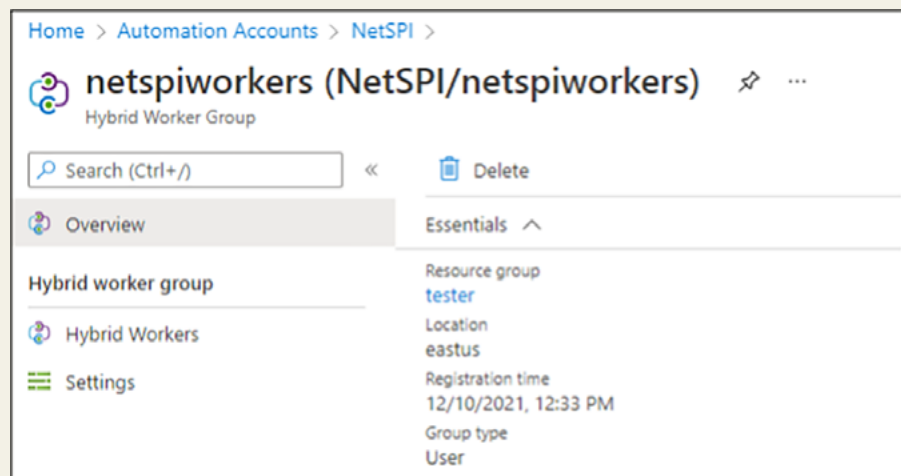 Home > Automation Accounts > NetSPI >
netspiworkers (NetSPI/netspiworkers) ...
Hybrid Worker Group
Search (Ctrl+/) «
Delete
Overview
Essentials
Hybrid worker group
Hybrid Workers
Settings
Resource group
tester
Location
eastus
Registration time
12/10/2021, 12:33 PM
Group type
User